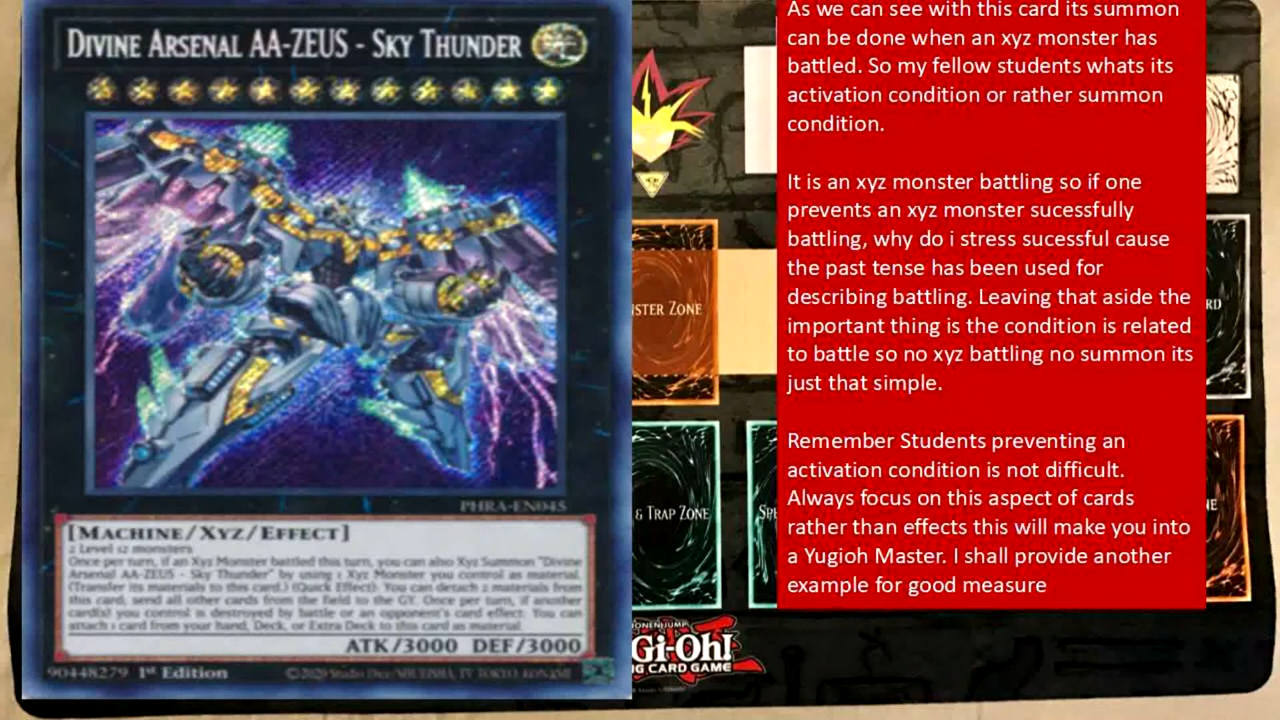 DIVINE ARSENAL AA-ZEUS - SKY THUNDER
PHRA-EN045
[MACHINE/XYZ/EFFECT]
2 Level 12 monsters
Once per turn, if an Xyz Monster battled this turn, you can also Xyz Summon "Divine
Arsenal AA-ZEUS - Sky Thunder" by using 1 Xyz Monster you control as material.
(Transfer its materials to this card.) (Quick Effect): You can detach 2 materials from
this card; send all other cards from the field to the GY. Once per turn, if another
card(s) you control is destroyed by battle or an opponent's card effect: You can
attach 1 card from your hand, Deck, or Extra Deck to this card as material.
ATK/3000 DEF/3000
90448279 1st Edition
©2020 Studio Dice/SHUEISHA, TV TOKYO, KONAMI
As we can see with this card its summon
can be done when an xyz monster has
battled. So my fellow students whats its
activation condition or rather summon
condition.
It is an xyz monster battling so if one
prevents an xyz monster sucessfully
battling, why do i stress sucessful cause
the past tense has been used for
describing battling. Leaving that aside the
important thing is the condition is related
to battle so no xyz battling no summon its
just that simple.
Remember Students preventing an
activation condition is not difficult.
Always focus on this aspect of cards
rather than effects this will make you into
a Yugioh Master. I shall provide another
example for good measure
STER ZONE
RD
& TRAP ZONE
SPE
NE
Gi-Oh!
G CARD GAME